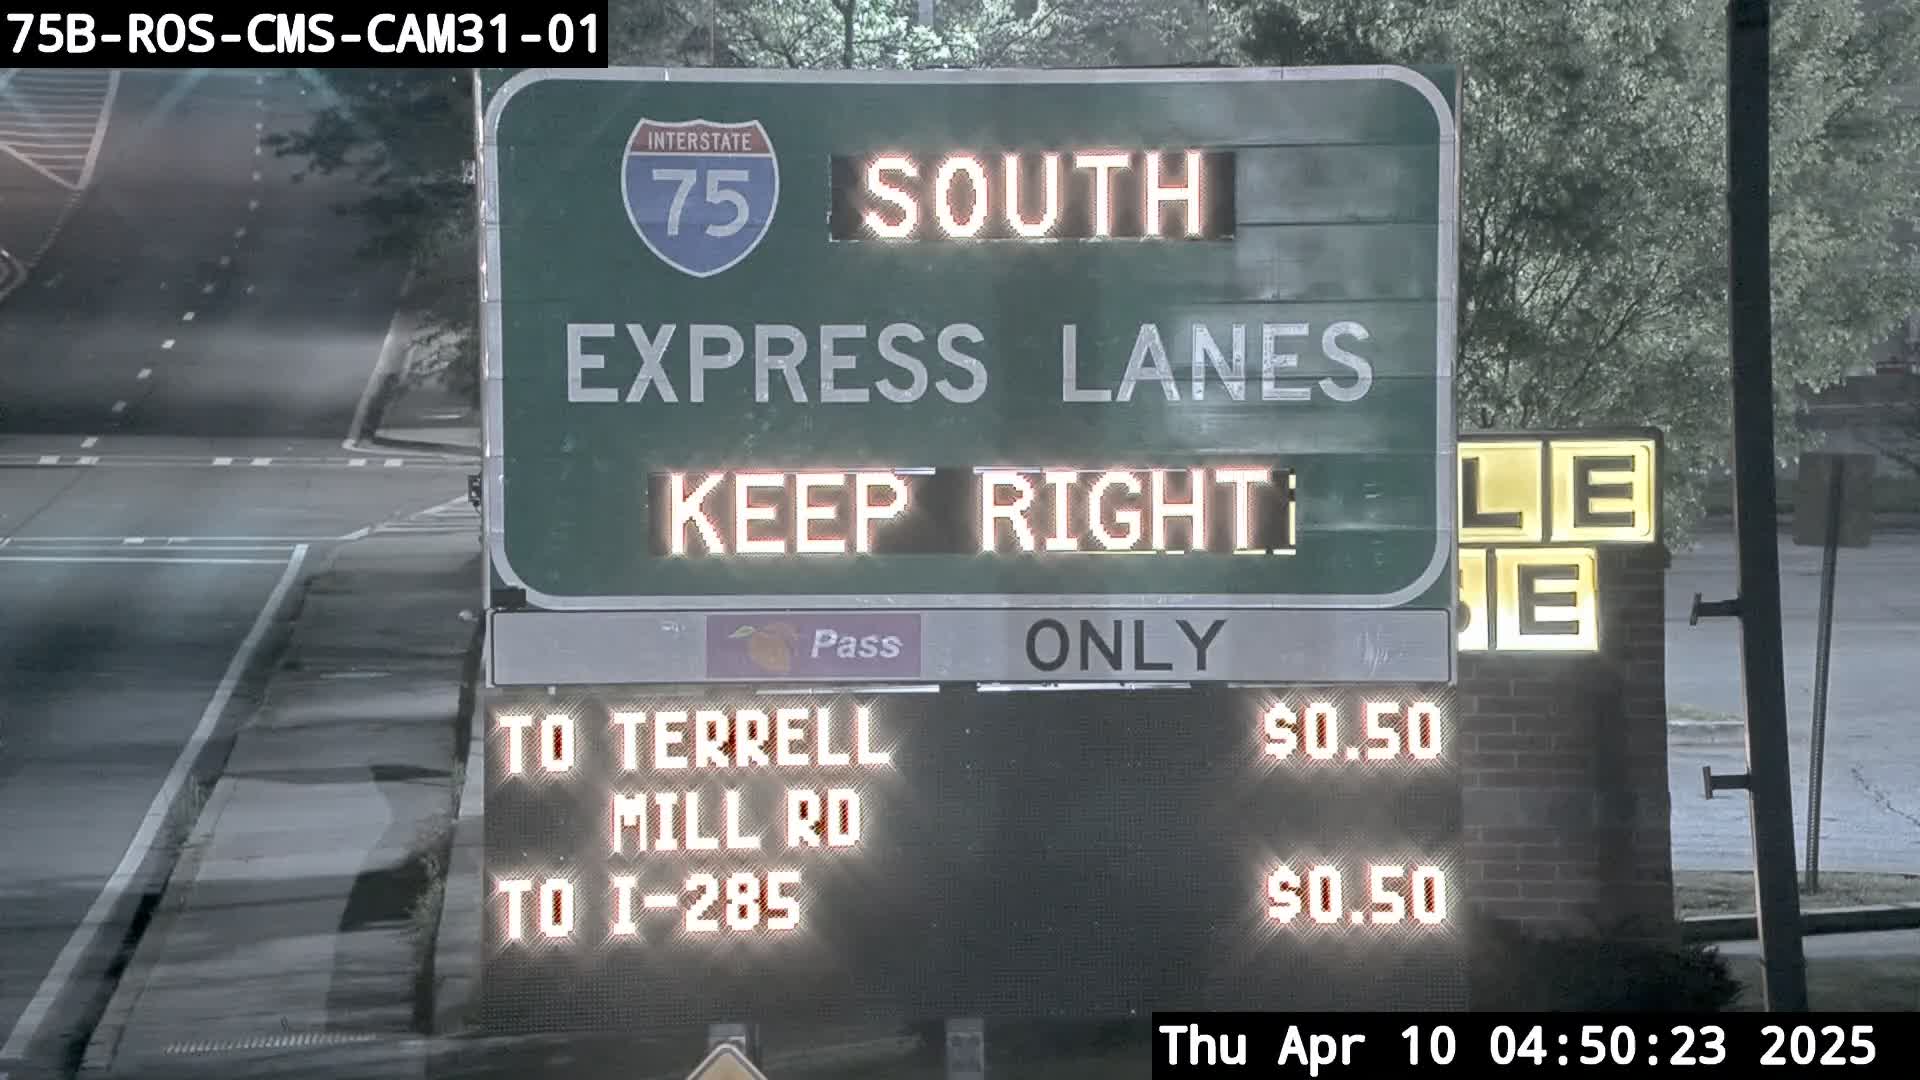 75B-ROS-CMS-CAM31-01
INTERSTATE
75
SOUTH
EXPRESS LANES
KEEP RIGHT
Pass ONLY
LE
E
TO TERRELL $0.50
MILL RD
TO I-285 $0.50
Thu Apr 10 04:50:23 2025